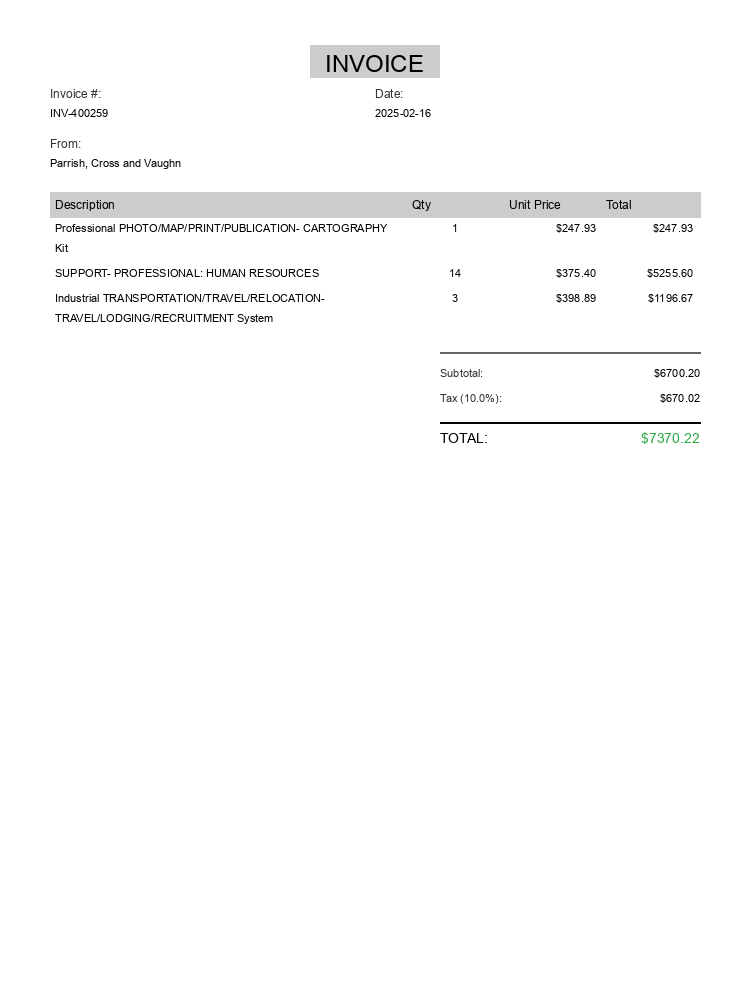 INVOICE
Invoice #: Date:
INV-400259 2025-02-16
From:
Parrish, Cross and Vaughn
Description Qty Unit Price Total
Professional PHOTO/MAP/PRINT/PUBLICATION- CARTOGRAPHY 1 $247.93 $247.93
Kit
SUPPORT- PROFESSIONAL: HUMAN RESOURCES 14 $375.40 $5255.60
Industrial TRANSPORTATION/TRAVEL/RELOCATION- 3 $398.89 $1196.67
TRAVEL/LODGING/RECRUITMENT System
Subtotal: $6700.20
Tax (10.0%): $670.02
TOTAL: $7370.22